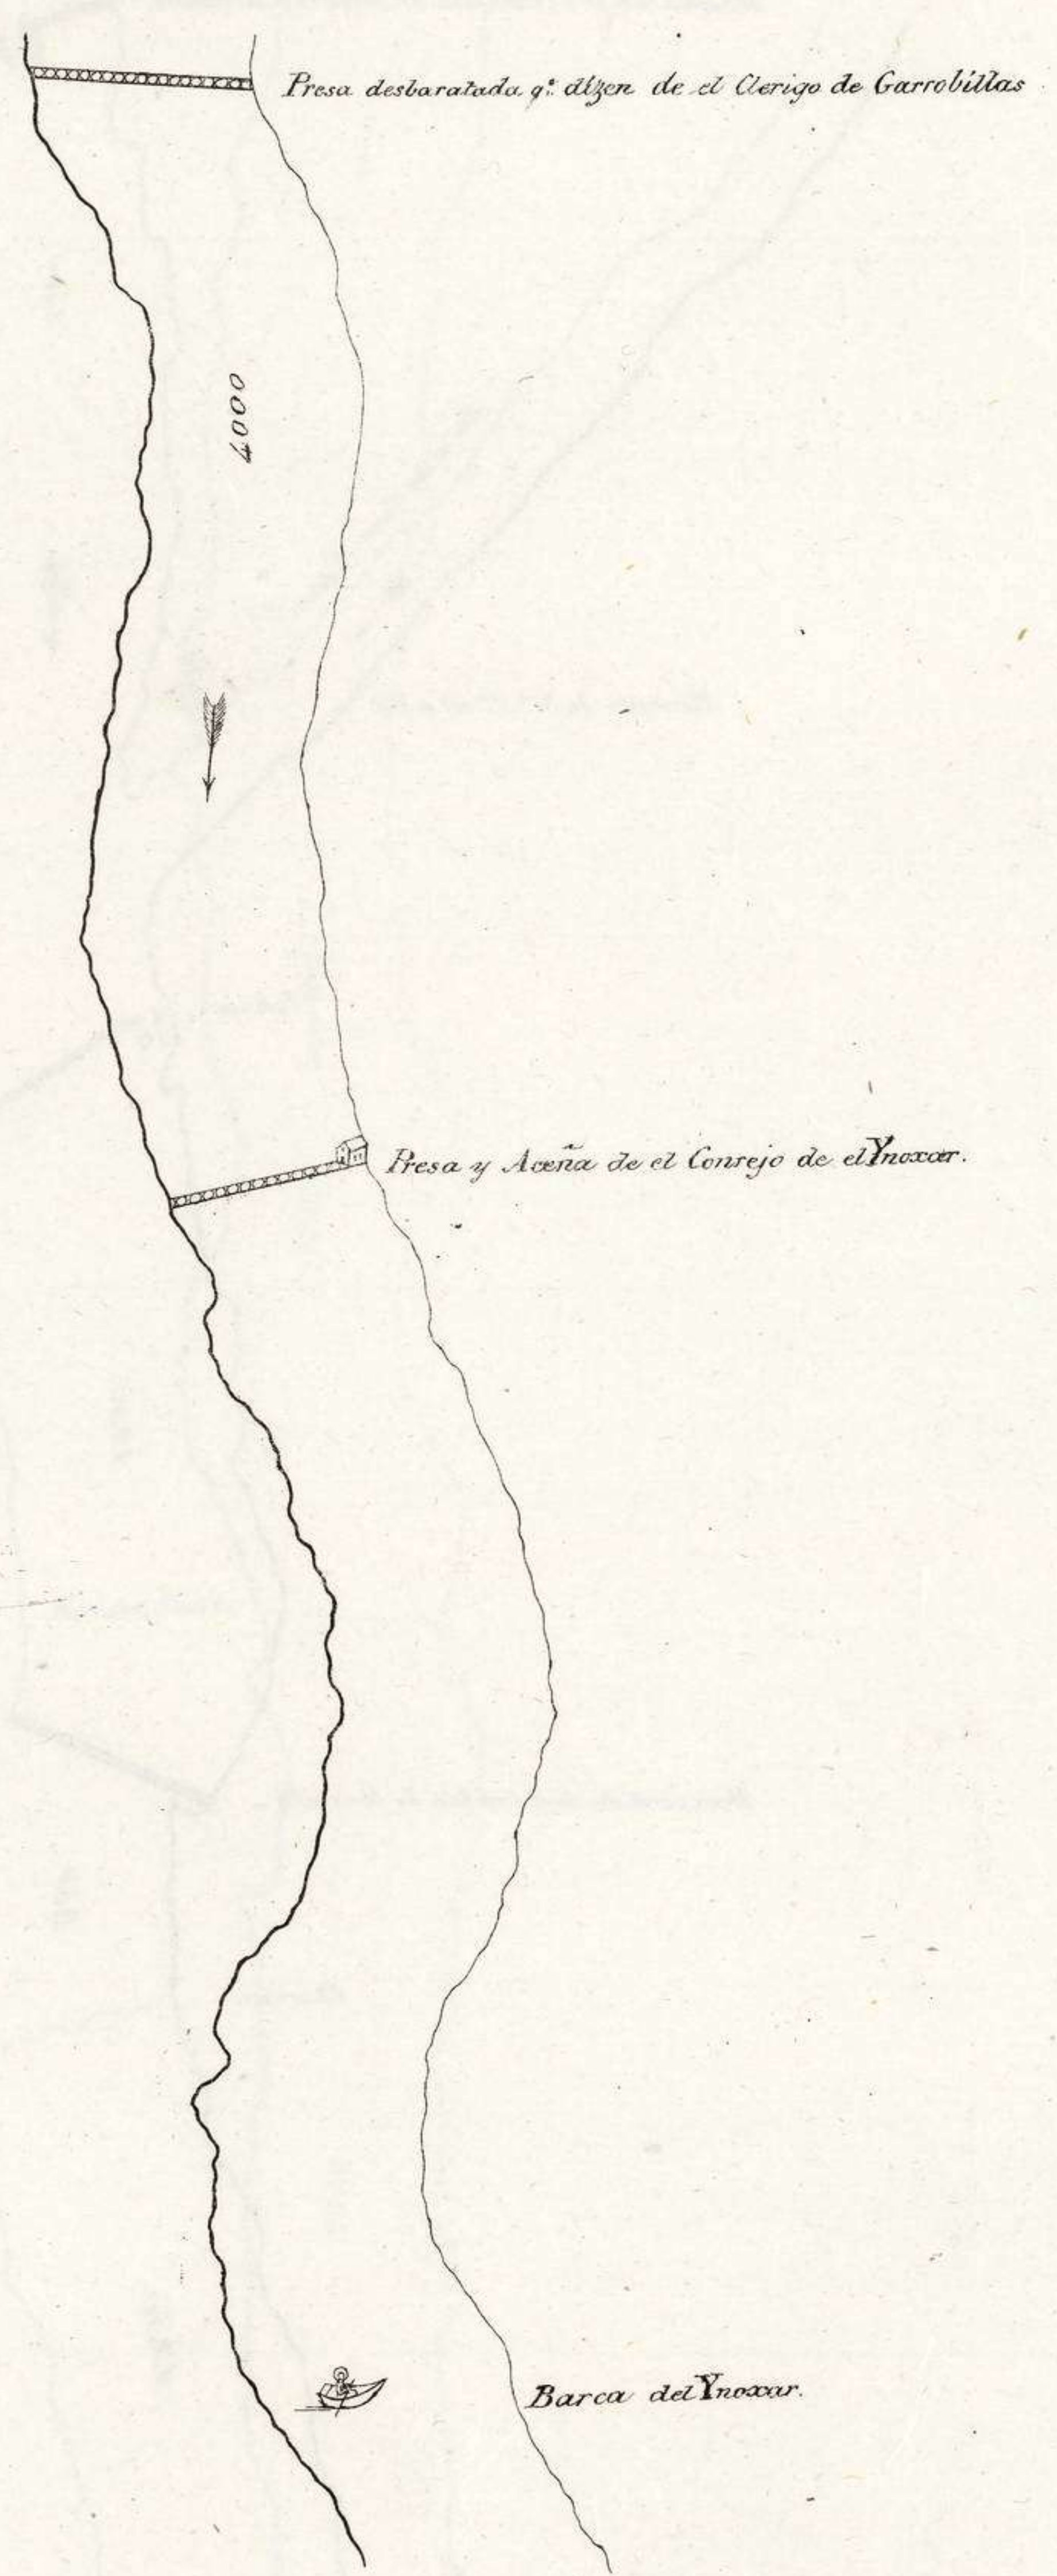 Presa desbaratada q.e dizen de el Clerigo de Garrobillas
4000
Presa y Aceña de el Consejo de el Ynoxar.
Barca del Ynoxar.